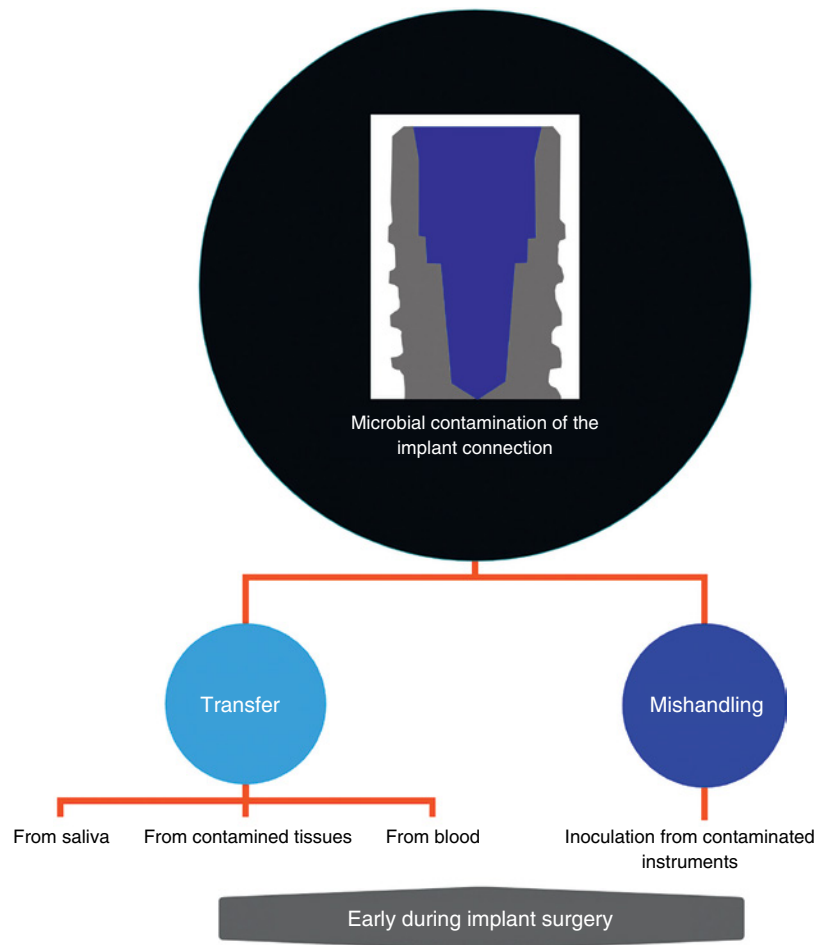 Microbial contamination of the
implant connection
Transfer
Mishandling
From saliva
From contamined tissues
From blood
Inoculation from contaminated
instruments
Early during implant surgery